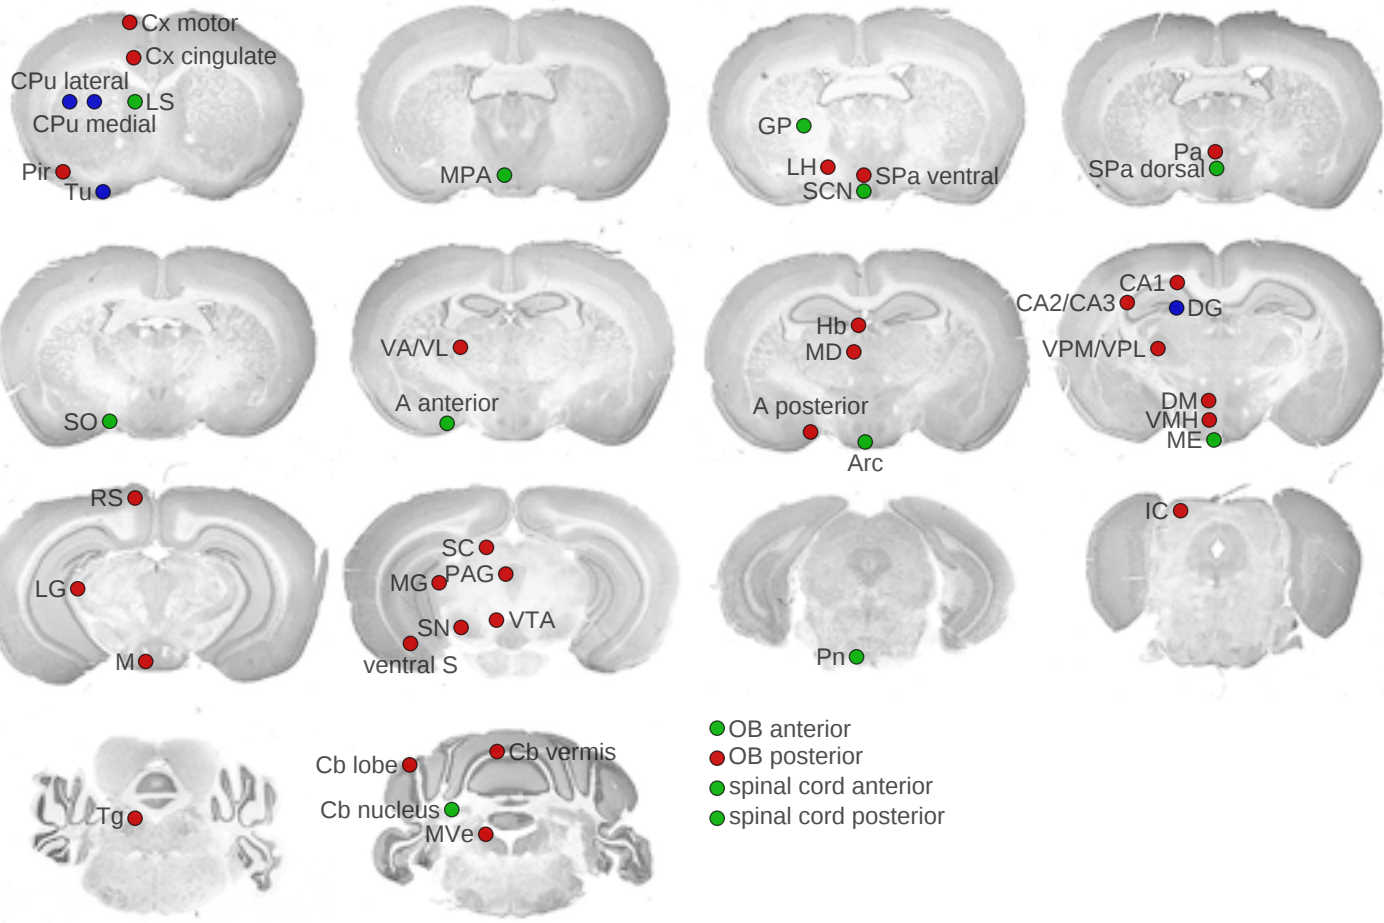 Cx motor
Cx cingulate
CPu lateral
LS
CPu medial
Pir
Tu
MPA
GP
LH
SPa ventral
SCN
Pa
SPa dorsal
SO
VA/VL
A anterior
Hb
MD
A posterior
Arc
CA1
CA2/CA3
DG
VPM/VPL
DM
VMH
ME
RS
LG
M
SC
MG
PAG
SN
VTA
ventral S
Pn
IC
Tg
Cb lobe
Cb vermis
Cb nucleus
MVe
OB anterior
OB posterior
spinal cord anterior
spinal cord posterior